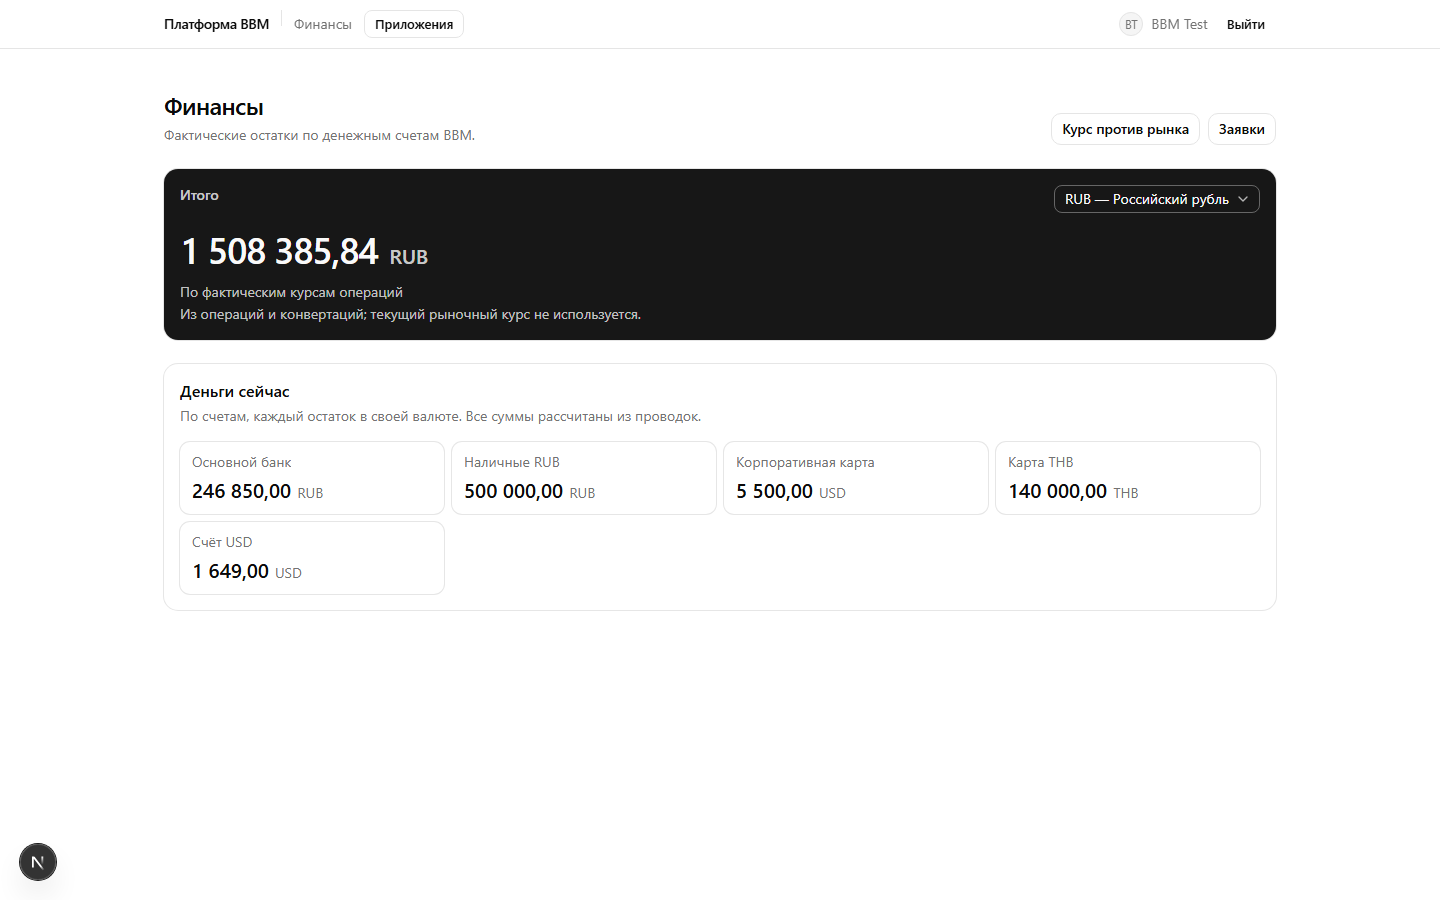 Платформа BBM Финансы Приложения BT BBM Test Выйти
Финансы
Фактические остатки по денежным счетам BBM.
Курс против рынка Заявки
Итого
RUB — Российский рубль
1 508 385,84 RUB
По фактическим курсам операций
Из операций и конвертаций; текущий рыночный курс не используется.
Деньги сейчас
По счетам, каждый остаток в своей валюте. Все суммы рассчитаны из проводок.
Основной банк
246 850,00 RUB
Наличные RUB
500 000,00 RUB
Корпоративная карта
5 500,00 USD
Карта THB
140 000,00 THB
Счёт USD
1 649,00 USD
N